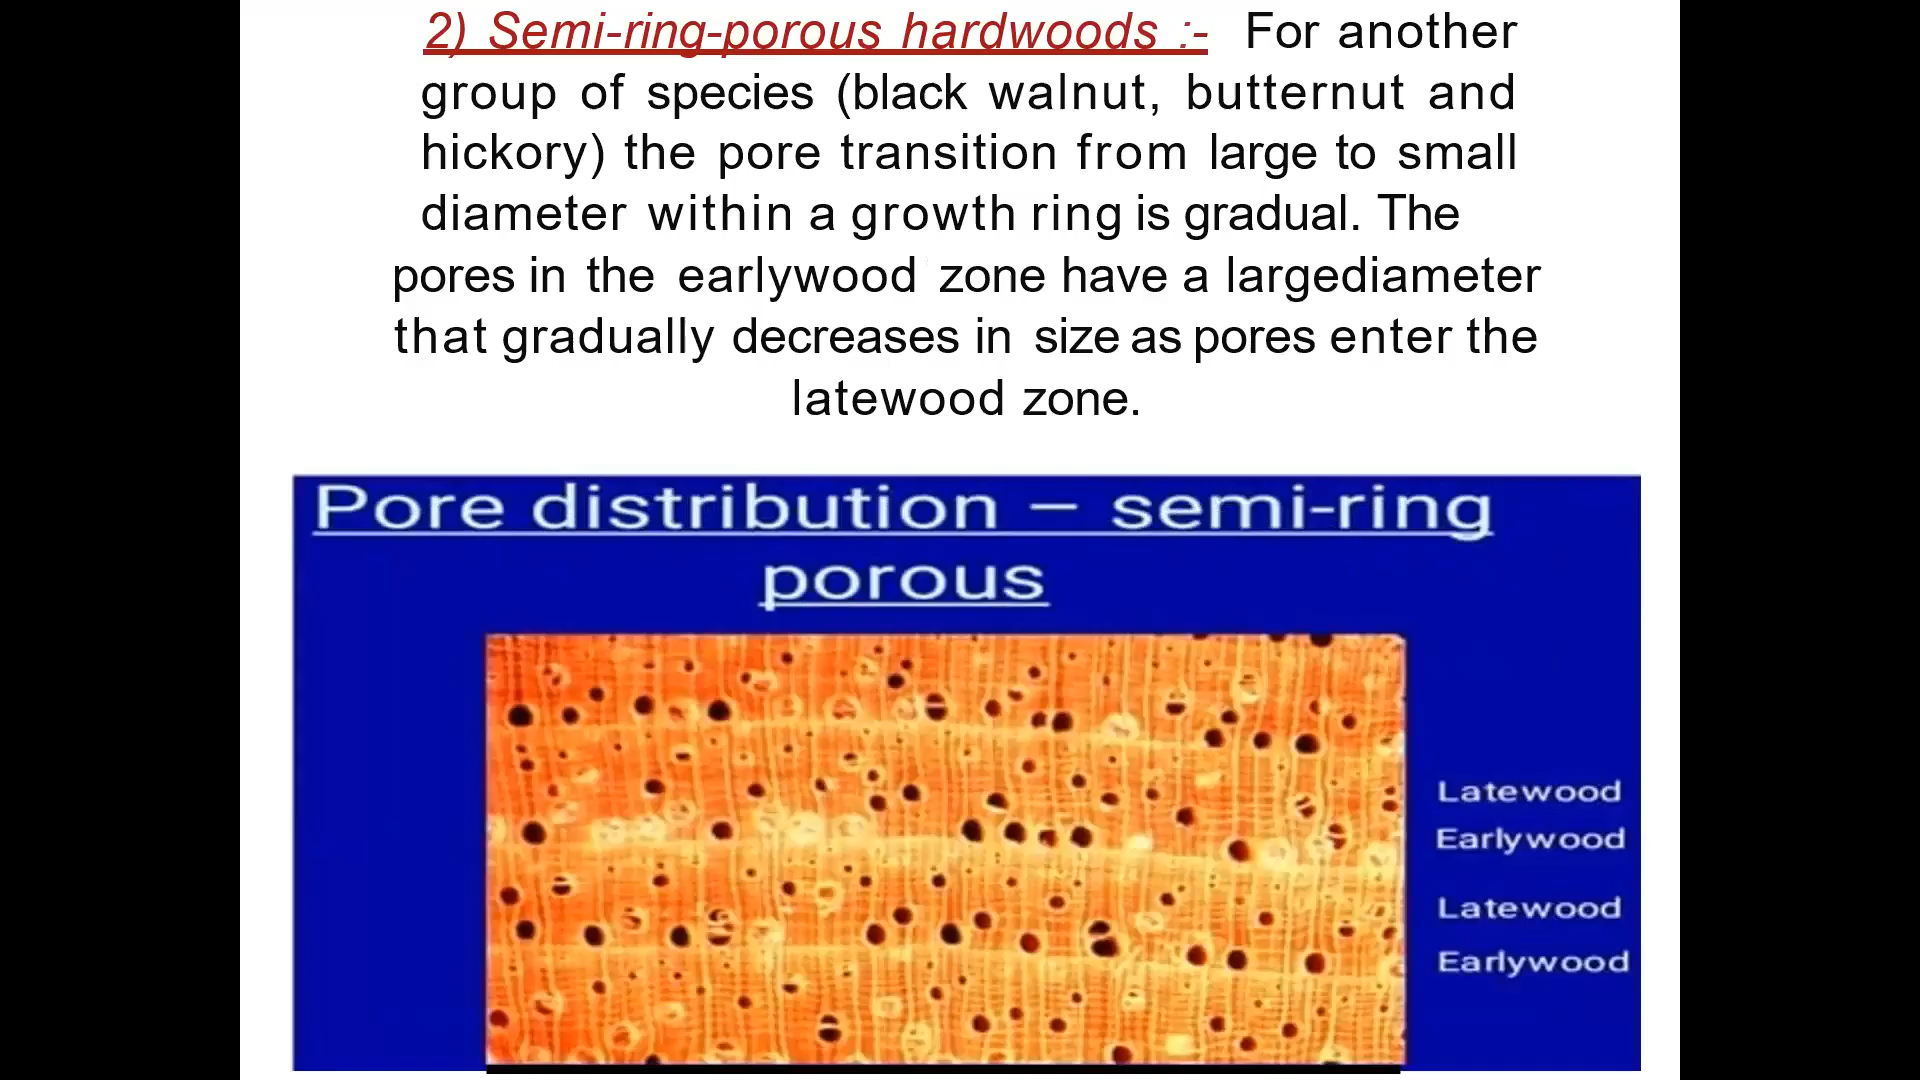 2) Semi-ring-porous hardwoods :- For another
group of species (black walnut, butternut and
hickory) the pore transition from large to small
diameter within a growth ring is gradual. The
pores in the earlywood zone have a largediameter
that gradually decreases in size as pores enter the
latewood zone.
Pore distribution – semi-ring
porous
Latewood
Earlywood
Latewood
Earlywood